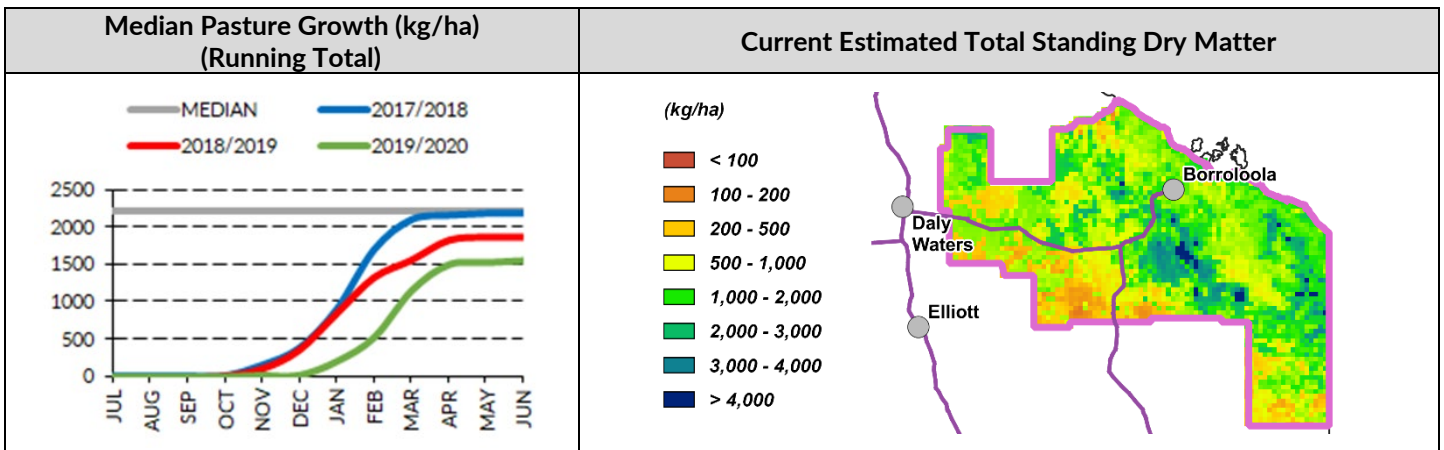 Median Pasture Growth (kg/ha)
(Running Total)
Current Estimated Total Standing Dry Matter
MEDIAN
2017/2018
2018/2019
2019/2020
2500
2000
1500
1000
500
0
JUL
AUG
SEP
OCT
NOV
DEC
JAN
FEB
MAR
APR
MAY
JUN
(kg/ha)
< 100
100 - 200
200 - 500
500 - 1,000
1,000 - 2,000
2,000 - 3,000
3,000 - 4,000
> 4,000
Borroloola
Daly
Waters
Elliott